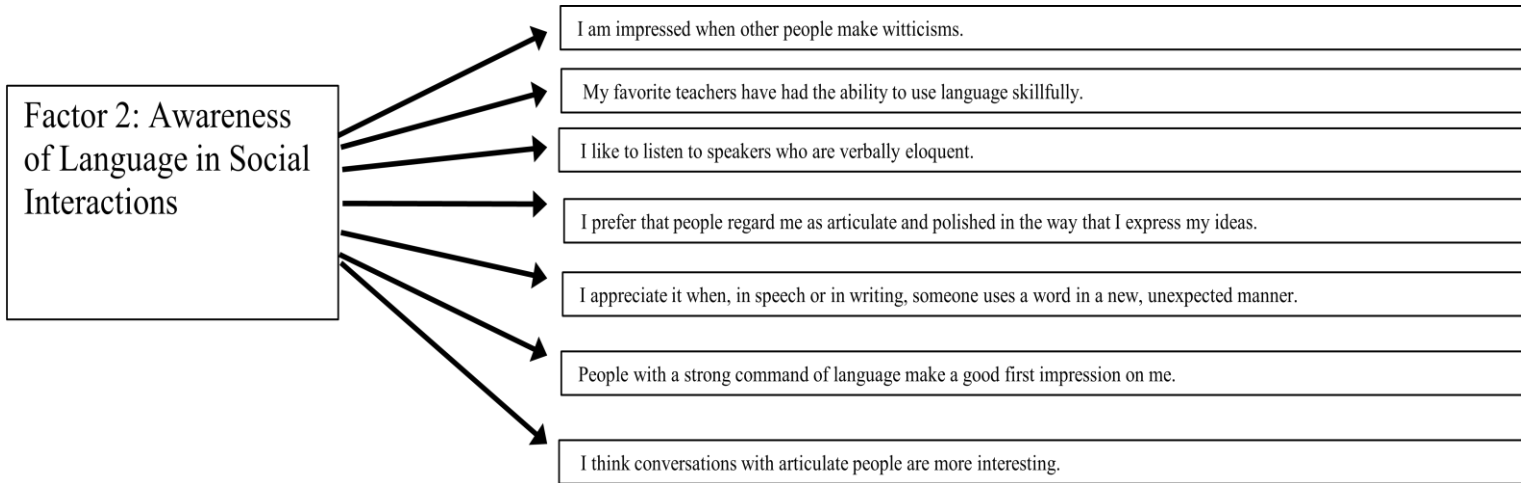 Factor 2: Awareness
of Language in Social
Interactions
I am impressed when other people make witticisms.
My favorite teachers have had the ability to use language skillfully.
I like to listen to speakers who are verbally eloquent.
I prefer that people regard me as articulate and polished in the way that I express my ideas.
I appreciate it when, in speech or in writing, someone uses a word in a new, unexpected manner.
People with a strong command of language make a good first impression on me.
I think conversations with articulate people are more interesting.